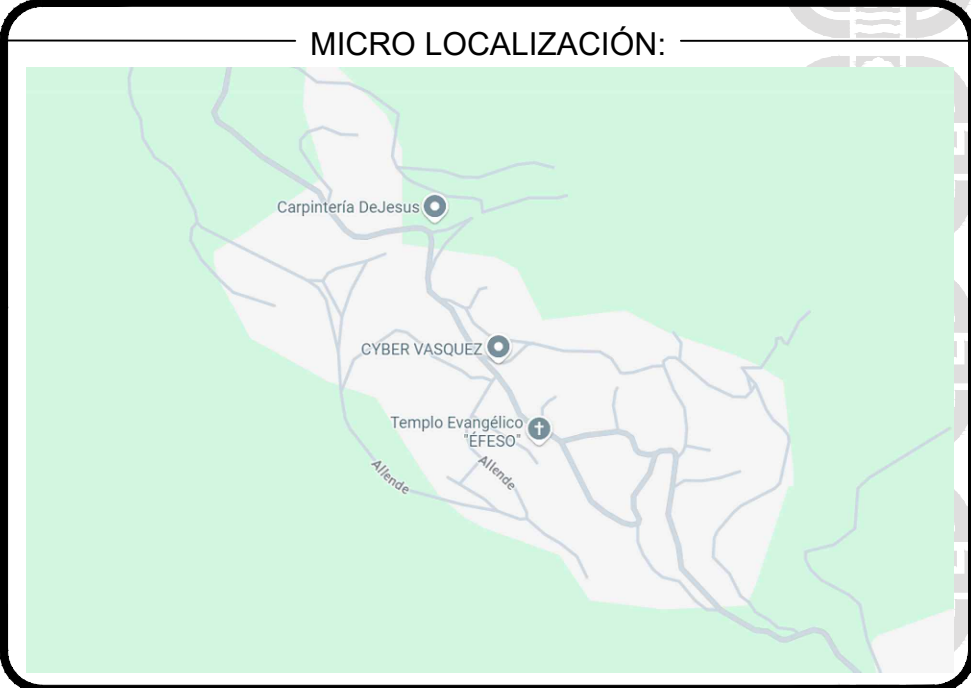 MICRO LOCALIZACIÓN:
Carpintería DeJesus
CYBER VASQUEZ
Templo Evangélico
"ÉFESO"
Allende
Allende